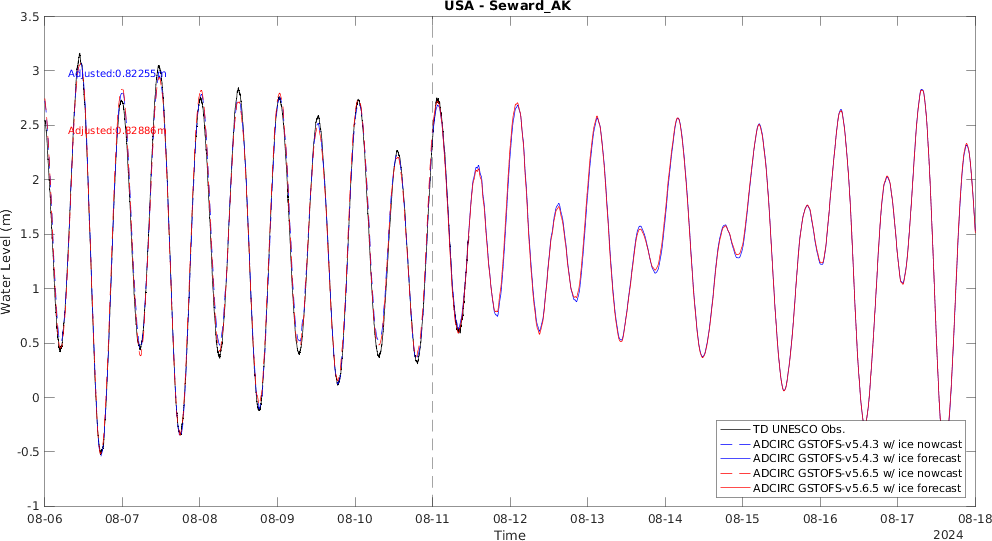 USA - Seward_AK
3.5
3
2.5
2
1.5
1
0.5
0
-0.5
-1
Water Level (m)
Adjusted:0.82255m
Adjusted:0.82886m
TD UNESCO Obs.
ADCIRC GSTOFS-v5.4.3 w/ ice nowcast
ADCIRC GSTOFS-v5.4.3 w/ ice forecast
ADCIRC GSTOFS-v5.6.5 w/ ice nowcast
ADCIRC GSTOFS-v5.6.5 w/ ice forecast
08-06 08-07 08-08 08-09 08-10 08-11 08-12 08-13 08-14 08-15 08-16 08-17 08-18
Time
2024